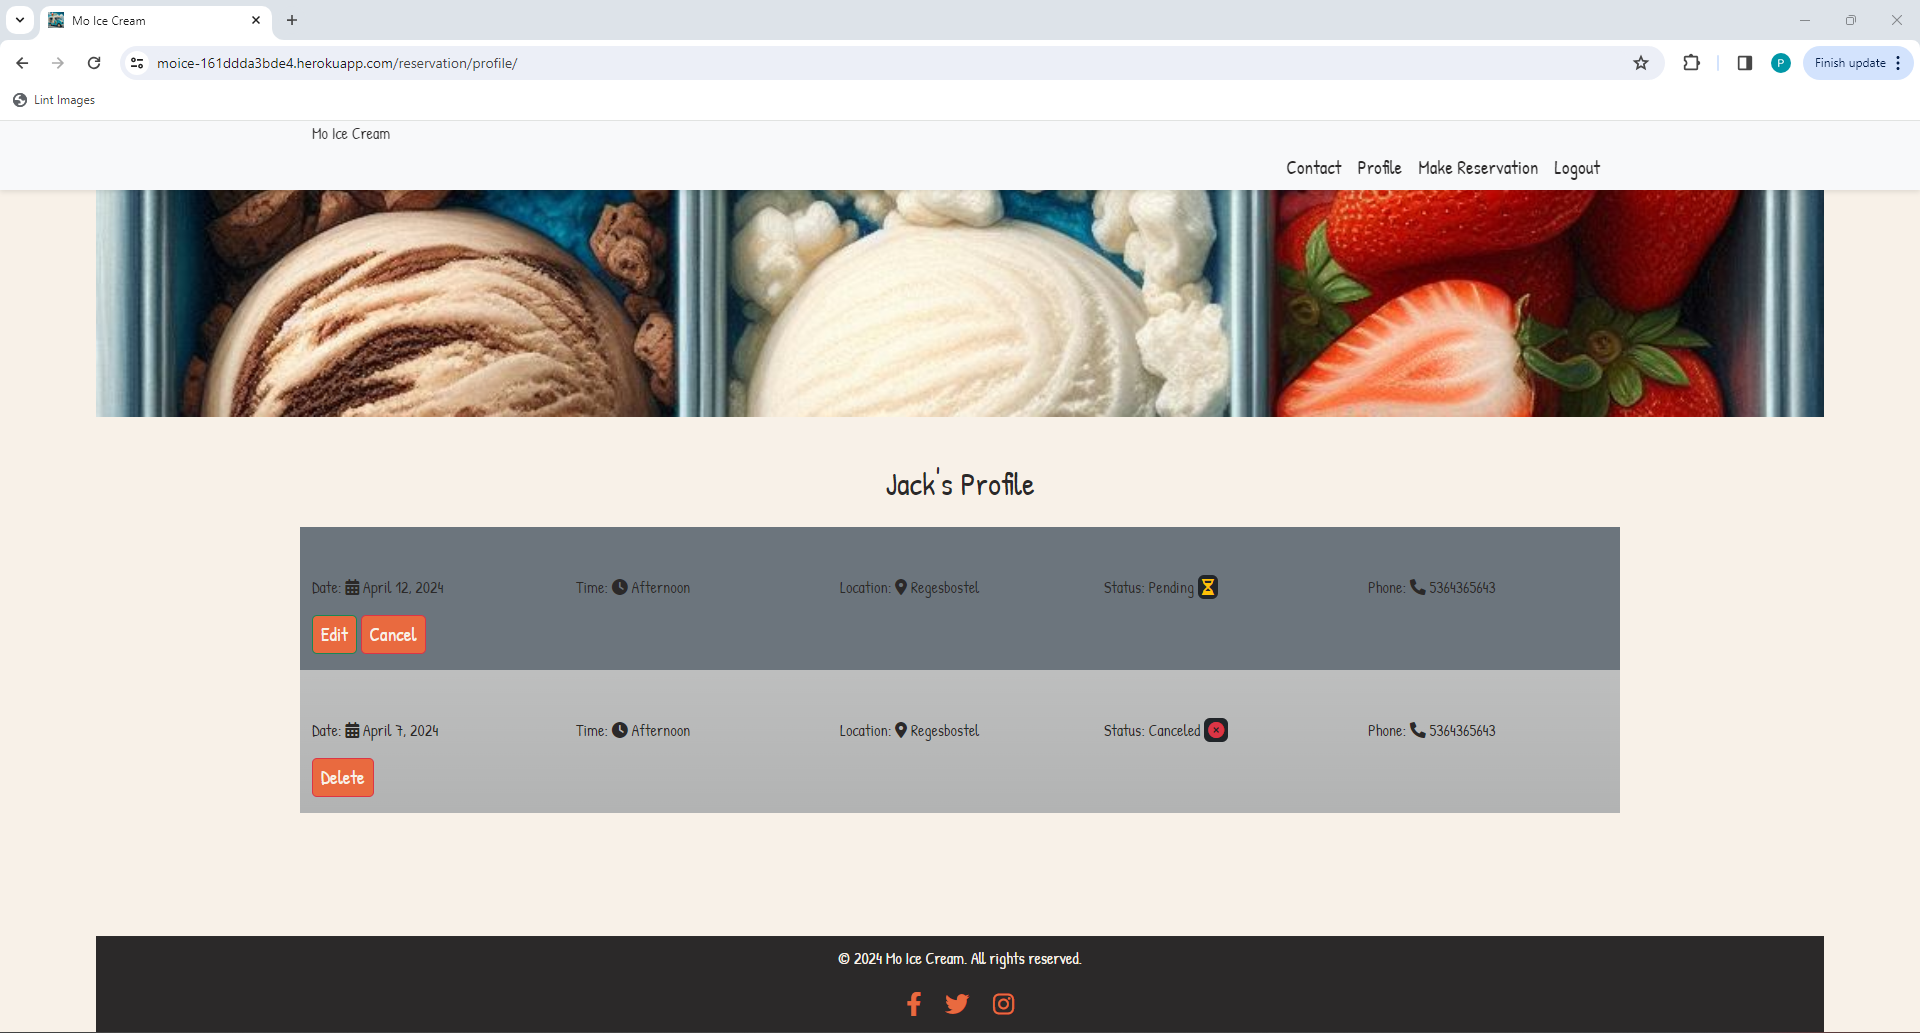 Mo Ice Cream
moice-161ddda3bde4.herokuapp.com/reservation/profile/
P
Finish update
Lint Images
Mo Ice Cream
Contact Profile Make Reservation Logout
Jack's Profile
Date: April 12, 2024 Time: Afternoon Location: Regesbostel Status: Pending Phone: 5364365643
Edit Cancel
Date: April 7, 2024 Time: Afternoon Location: Regesbostel Status: Canceled Phone: 5364365643
Delete
© 2024 Mo Ice Cream. All rights reserved.